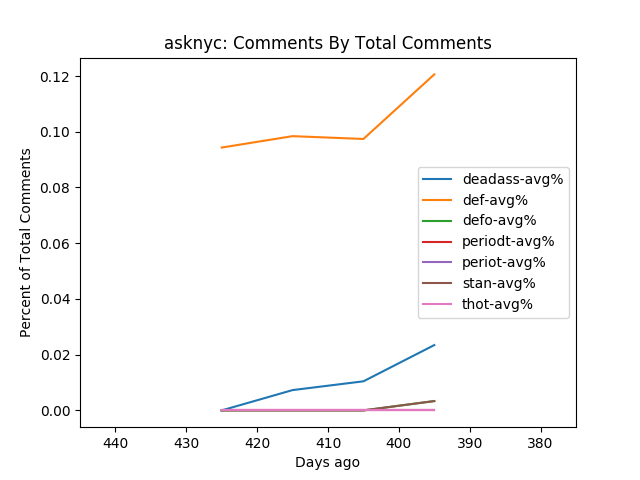 asknyc: Comments By Total Comments
Percent of Total Comments
0.12
0.10
0.08
0.06
0.04
0.02
0.00
deadass-avg%
def-avg%
defo-avg%
periodt-avg%
periot-avg%
stan-avg%
thot-avg%
440 430 420 410 400 390 380
Days ago